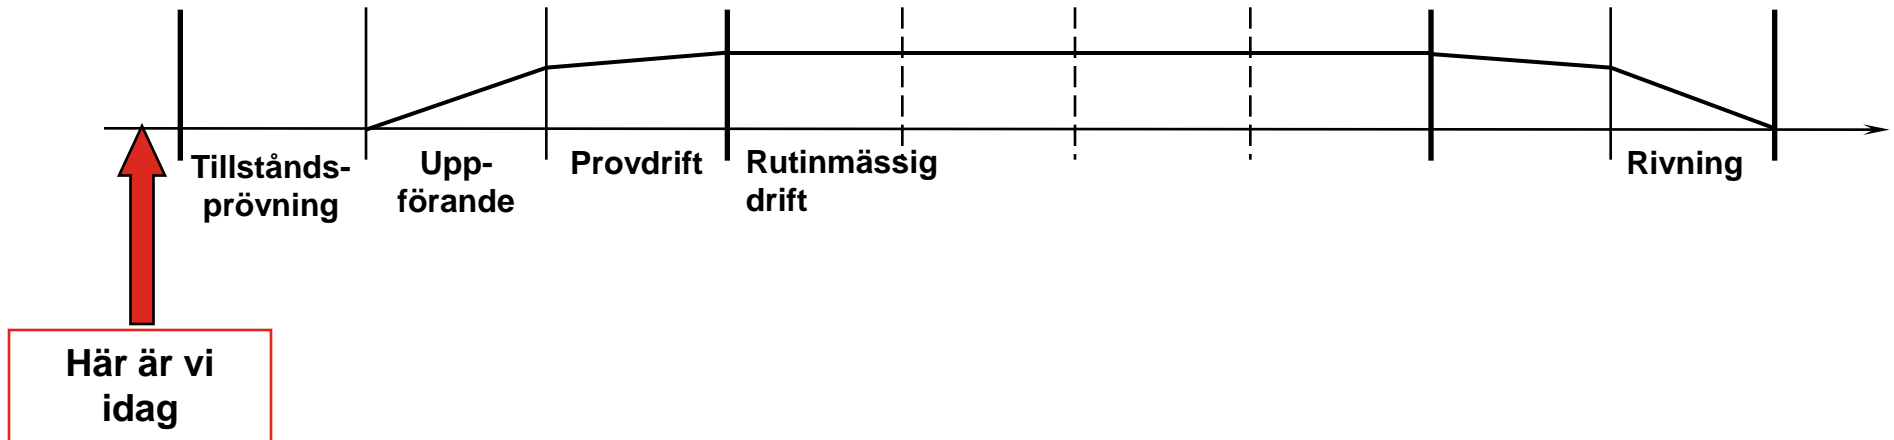 Tillstånds-
prövning
Upp-
förande
Provdrift
Rutinmässig
drift
Rivning
Här är vi
idag